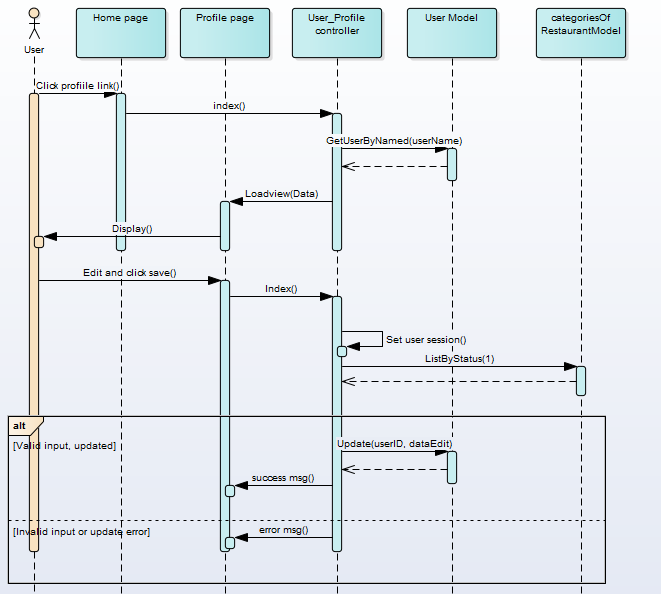 Home page
Profile page
User_Profile
controller
User Model
categoriesOf
RestaurantModel
User
Click profiile link()
index()
GetUserByNamed(userName)
Loadview(Data)
Display()
Edit and click save()
Index()
Set user session()
ListByStatus(1)
alt
[Valid input, updated]
Update(userID, dataEdit)
success msg()
[Invalid input or update error]
error msg()